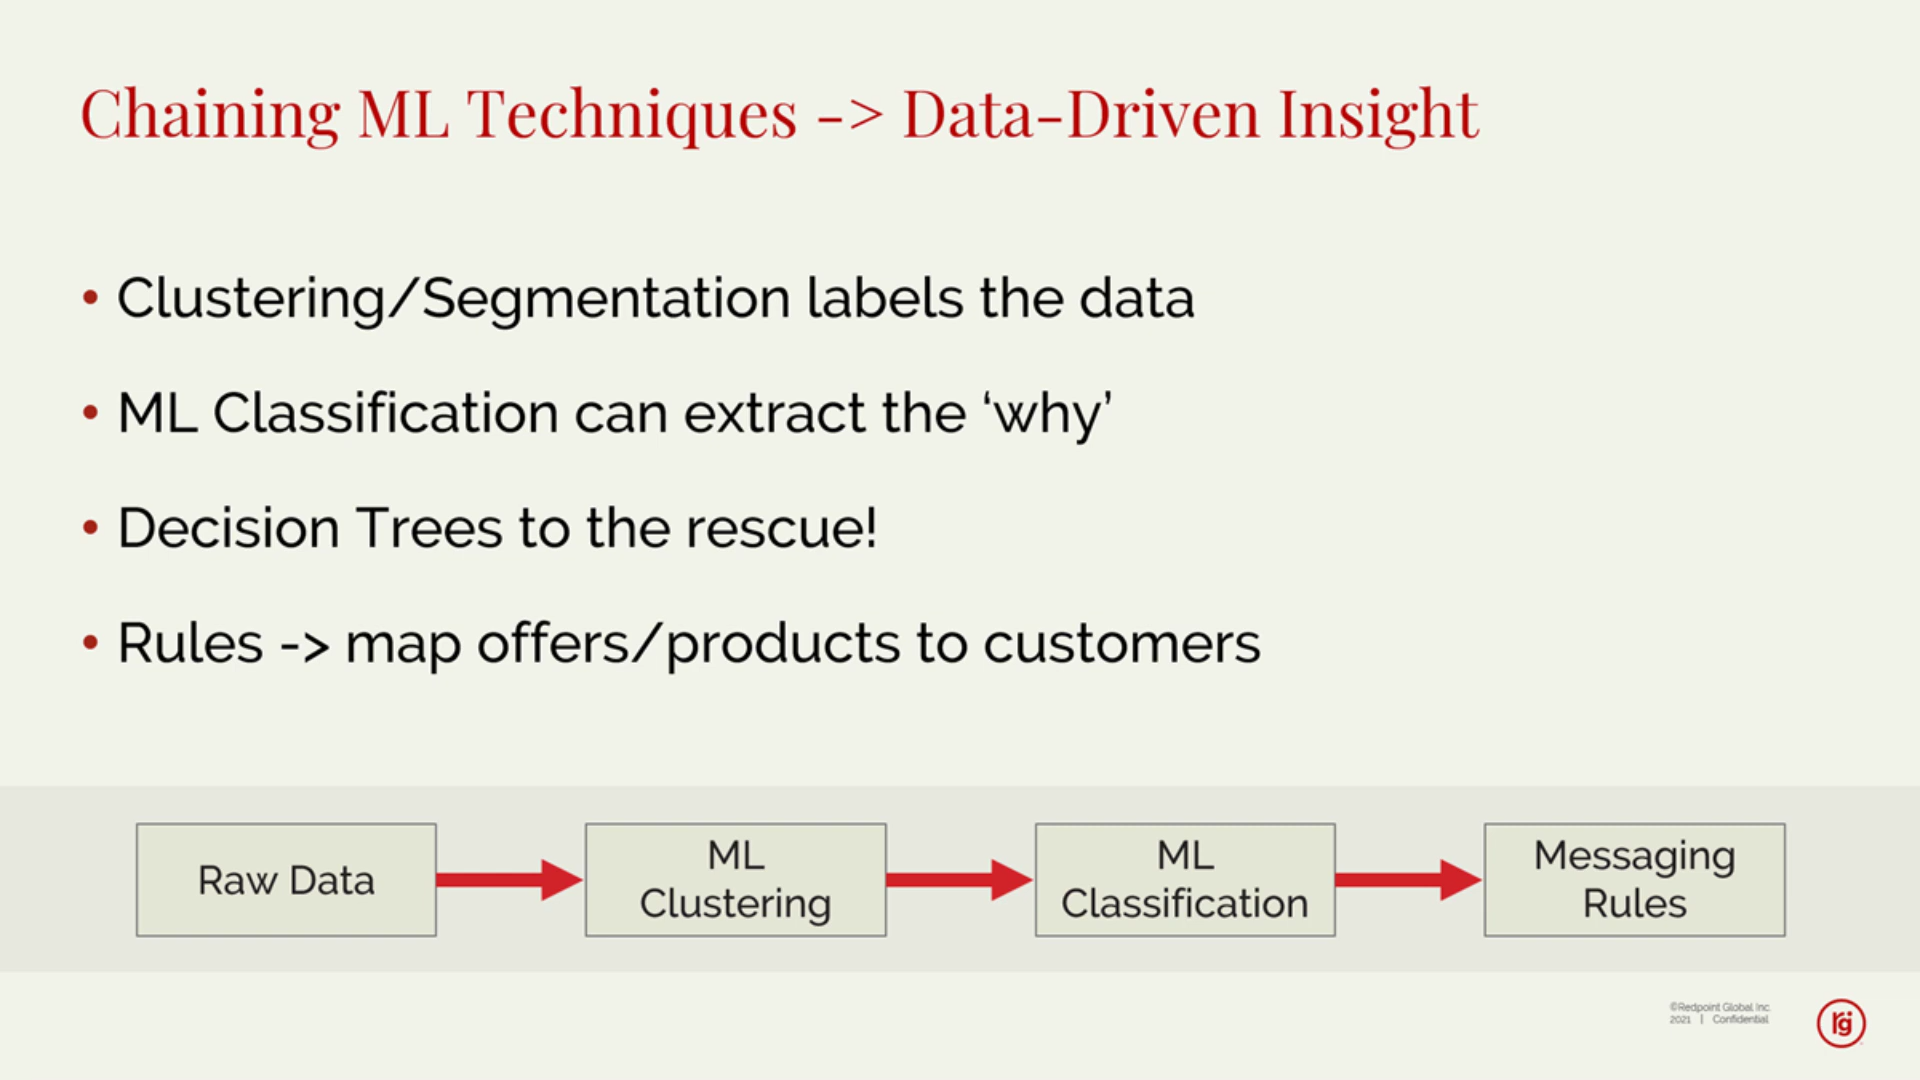 Chaining ML Techniques -> Data-Driven Insight
• Clustering/Segmentation labels the data
• ML Classification can extract the ‘why’
• Decision Trees to the rescue!
• Rules -> map offers/products to customers
Raw Data
ML
Clustering
ML
Classification
Messaging
Rules
©Redpoint Global Inc.
2021 | Confidential
rg